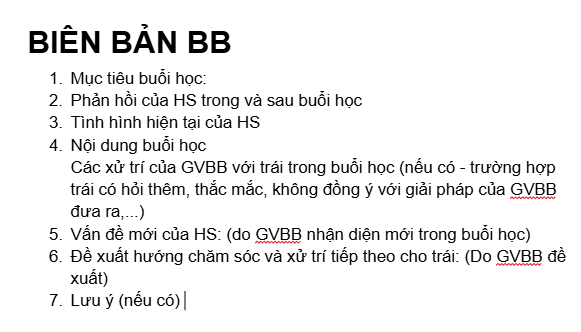 BIÊN BẢN BB
1. Mục tiêu buổi học:
2. Phản hồi của HS trong và sau buổi học
3. Tình hình hiện tại của HS
4. Nội dung buổi học
Các xử trí của GVBB với trái trong buổi học (nếu có - trường hợp
trái có hỏi thêm, thắc mắc, không đồng ý với giải pháp của GVBB
đưa ra,...)
5. Vấn đề mới của HS: (do GVBB nhận diện mới trong buổi học)
6. Đề xuất hướng chăm sóc và xử trí tiếp theo cho trái: (Do GVBB đề
xuất)
7. Lưu ý (nếu có)